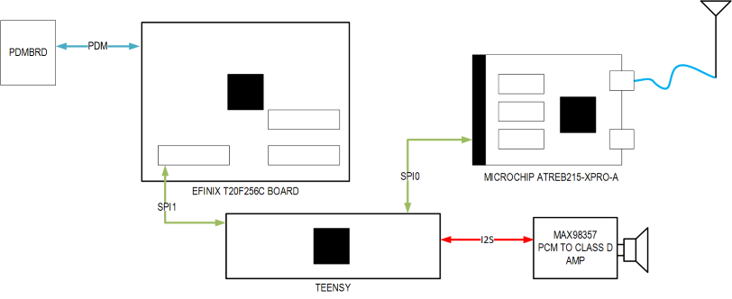 PDMBRD
PDM
EFINIX T20F256C BOARD
SPI1
SPI0
MICROCHIP ATREB215-XPRO-A
I2S
MAX98357
PCM TO CLASS D
AMP
TEENSY